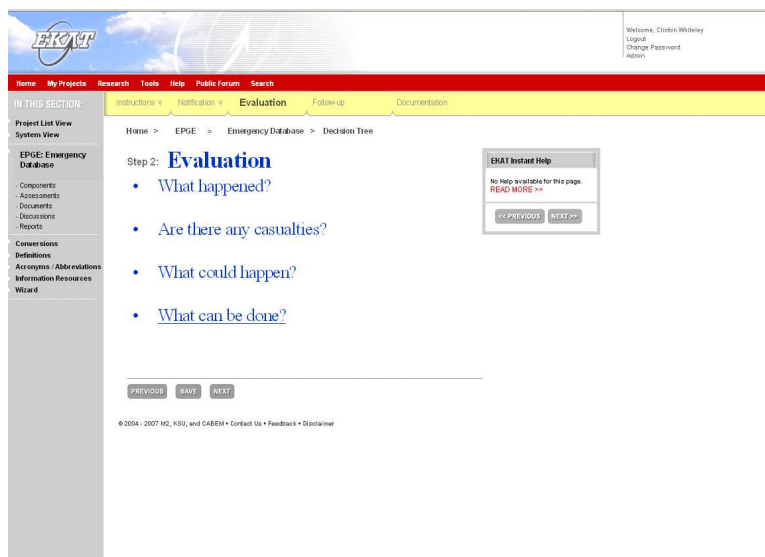 EKAT
Welcome, Clinton Whiteley
Logout
Change Password
Admin
Home My Projects Research Tools Help Public Forum Search
IN THIS SECTION:
Instructions v Notification v Evaluation Follow-up Documentation
Project List View
System View
EPGE: Emergency
Database
- Components
- Assessments
- Documents
- Discussions
- Reports
Conversions
Definitions
Acronyms / Abbreviations
Information Resources
Wizard
Home > EPGE > Emergency Database > Decision Tree
Step 2: Evaluation
• What happened?
• Are there any casualties?
• What could happen?
• What can be done?
EKAT Instant Help
No Help available for this page.
READ MORE >>
<< PREVIOUS NEXT >>
PREVIOUS SAVE NEXT
© 2004 - 2007 M2, KSU, and CABEM • Contact Us • Feedback • Disclaimer